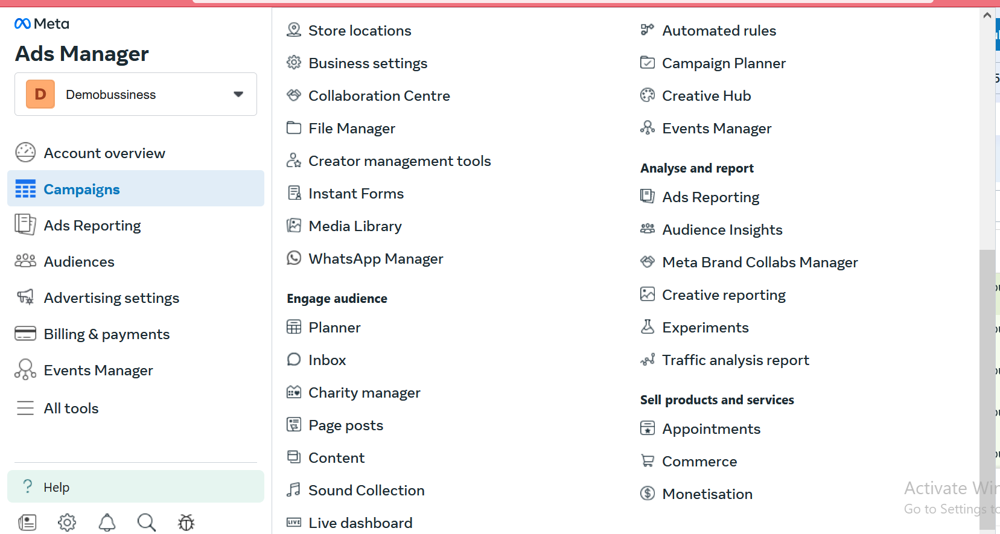 Meta
Ads Manager
D Demobussiness
Account overview
Campaigns
Ads Reporting
Audiences
Advertising settings
Billing & payments
Events Manager
All tools
? Help
Store locations
Business settings
Collaboration Centre
File Manager
Creator management tools
Instant Forms
Media Library
WhatsApp Manager
Engage audience
Planner
Inbox
Charity manager
Page posts
Content
Sound Collection
LIVE Live dashboard
Automated rules
Campaign Planner
Creative Hub
Events Manager
Analyse and report
Ads Reporting
Audience Insights
Meta Brand Collabs Manager
Creative reporting
Experiments
Traffic analysis report
Sell products and services
Appointments
Commerce
$ Monetisation
Activate Win
Go to Settings to